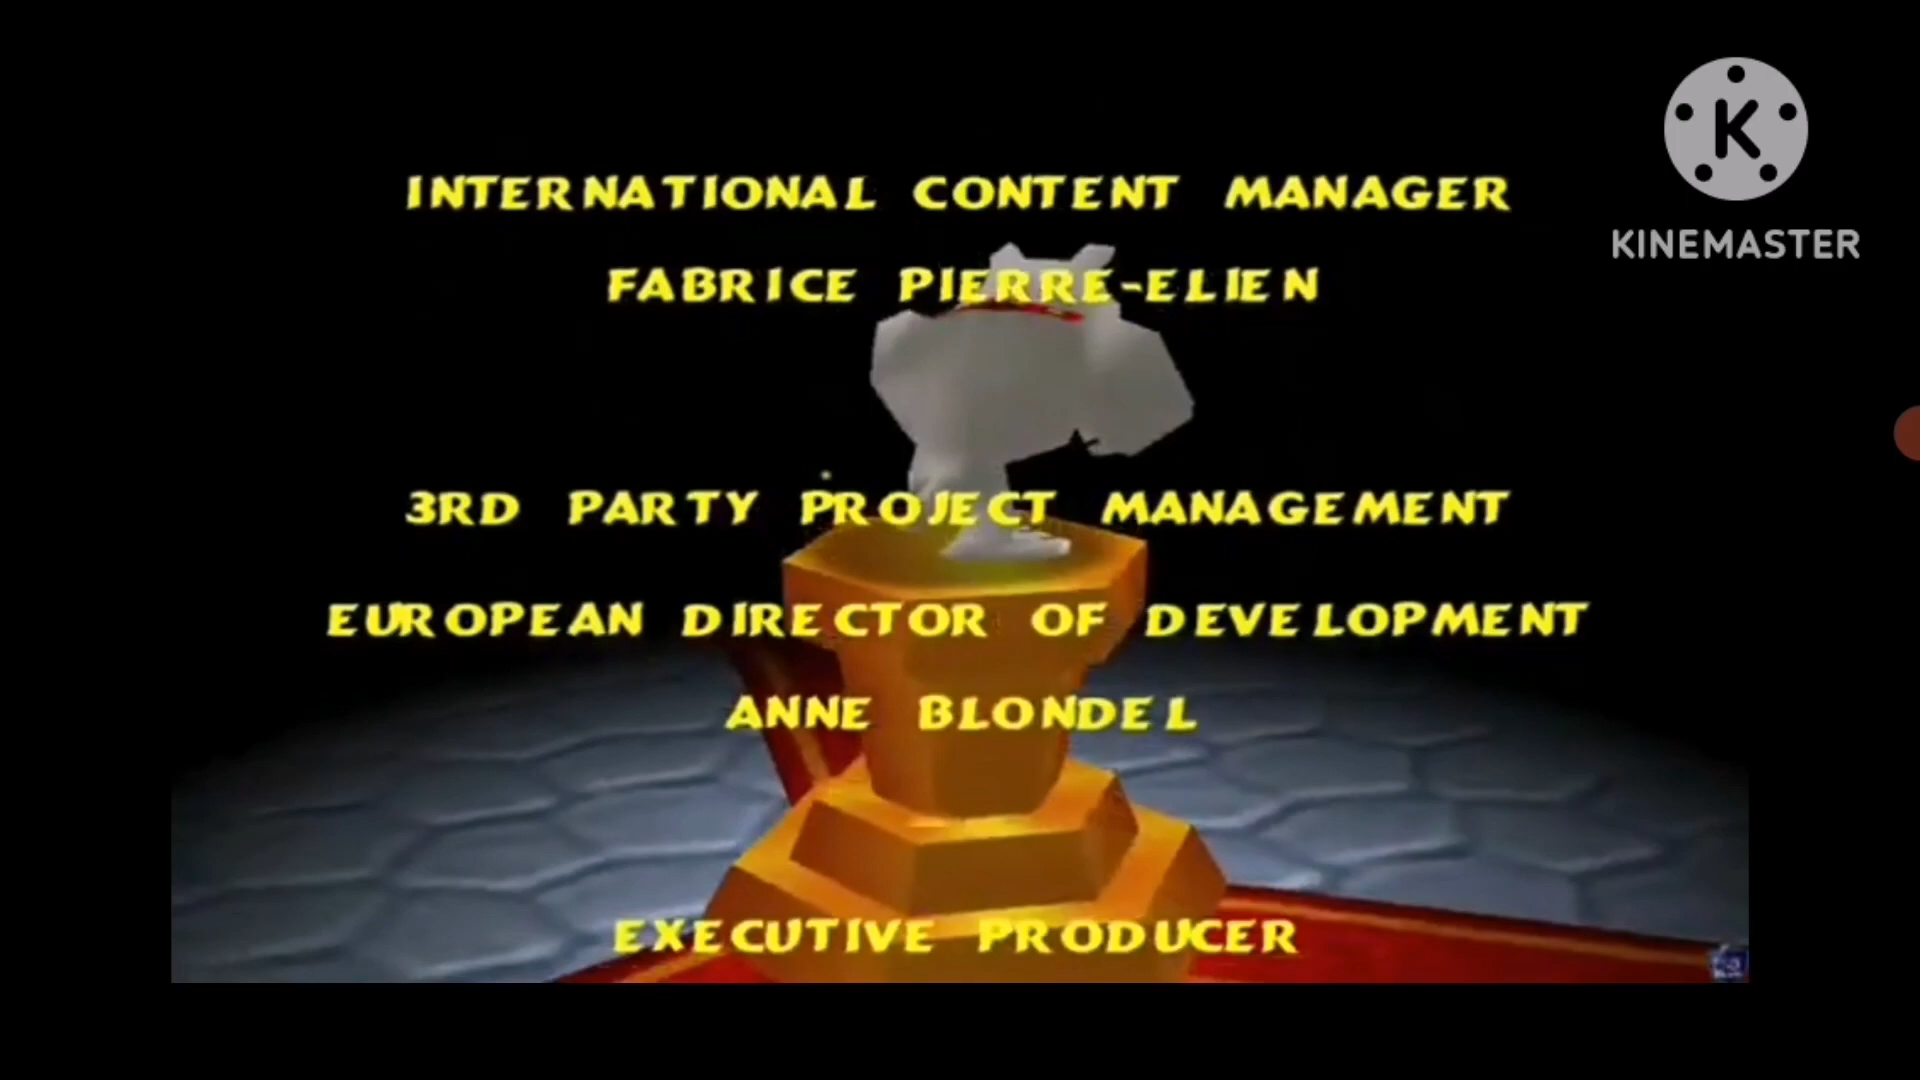 K
KINEMASTER
INTERNATIONAL CONTENT MANAGER
FABRICE PIERRE-ELIEN
3RD PARTY PROJECT MANAGEMENT
EUROPEAN DIRECTOR OF DEVELOPMENT
ANNE BLONDEL
EXECUTIVE PRODUCER